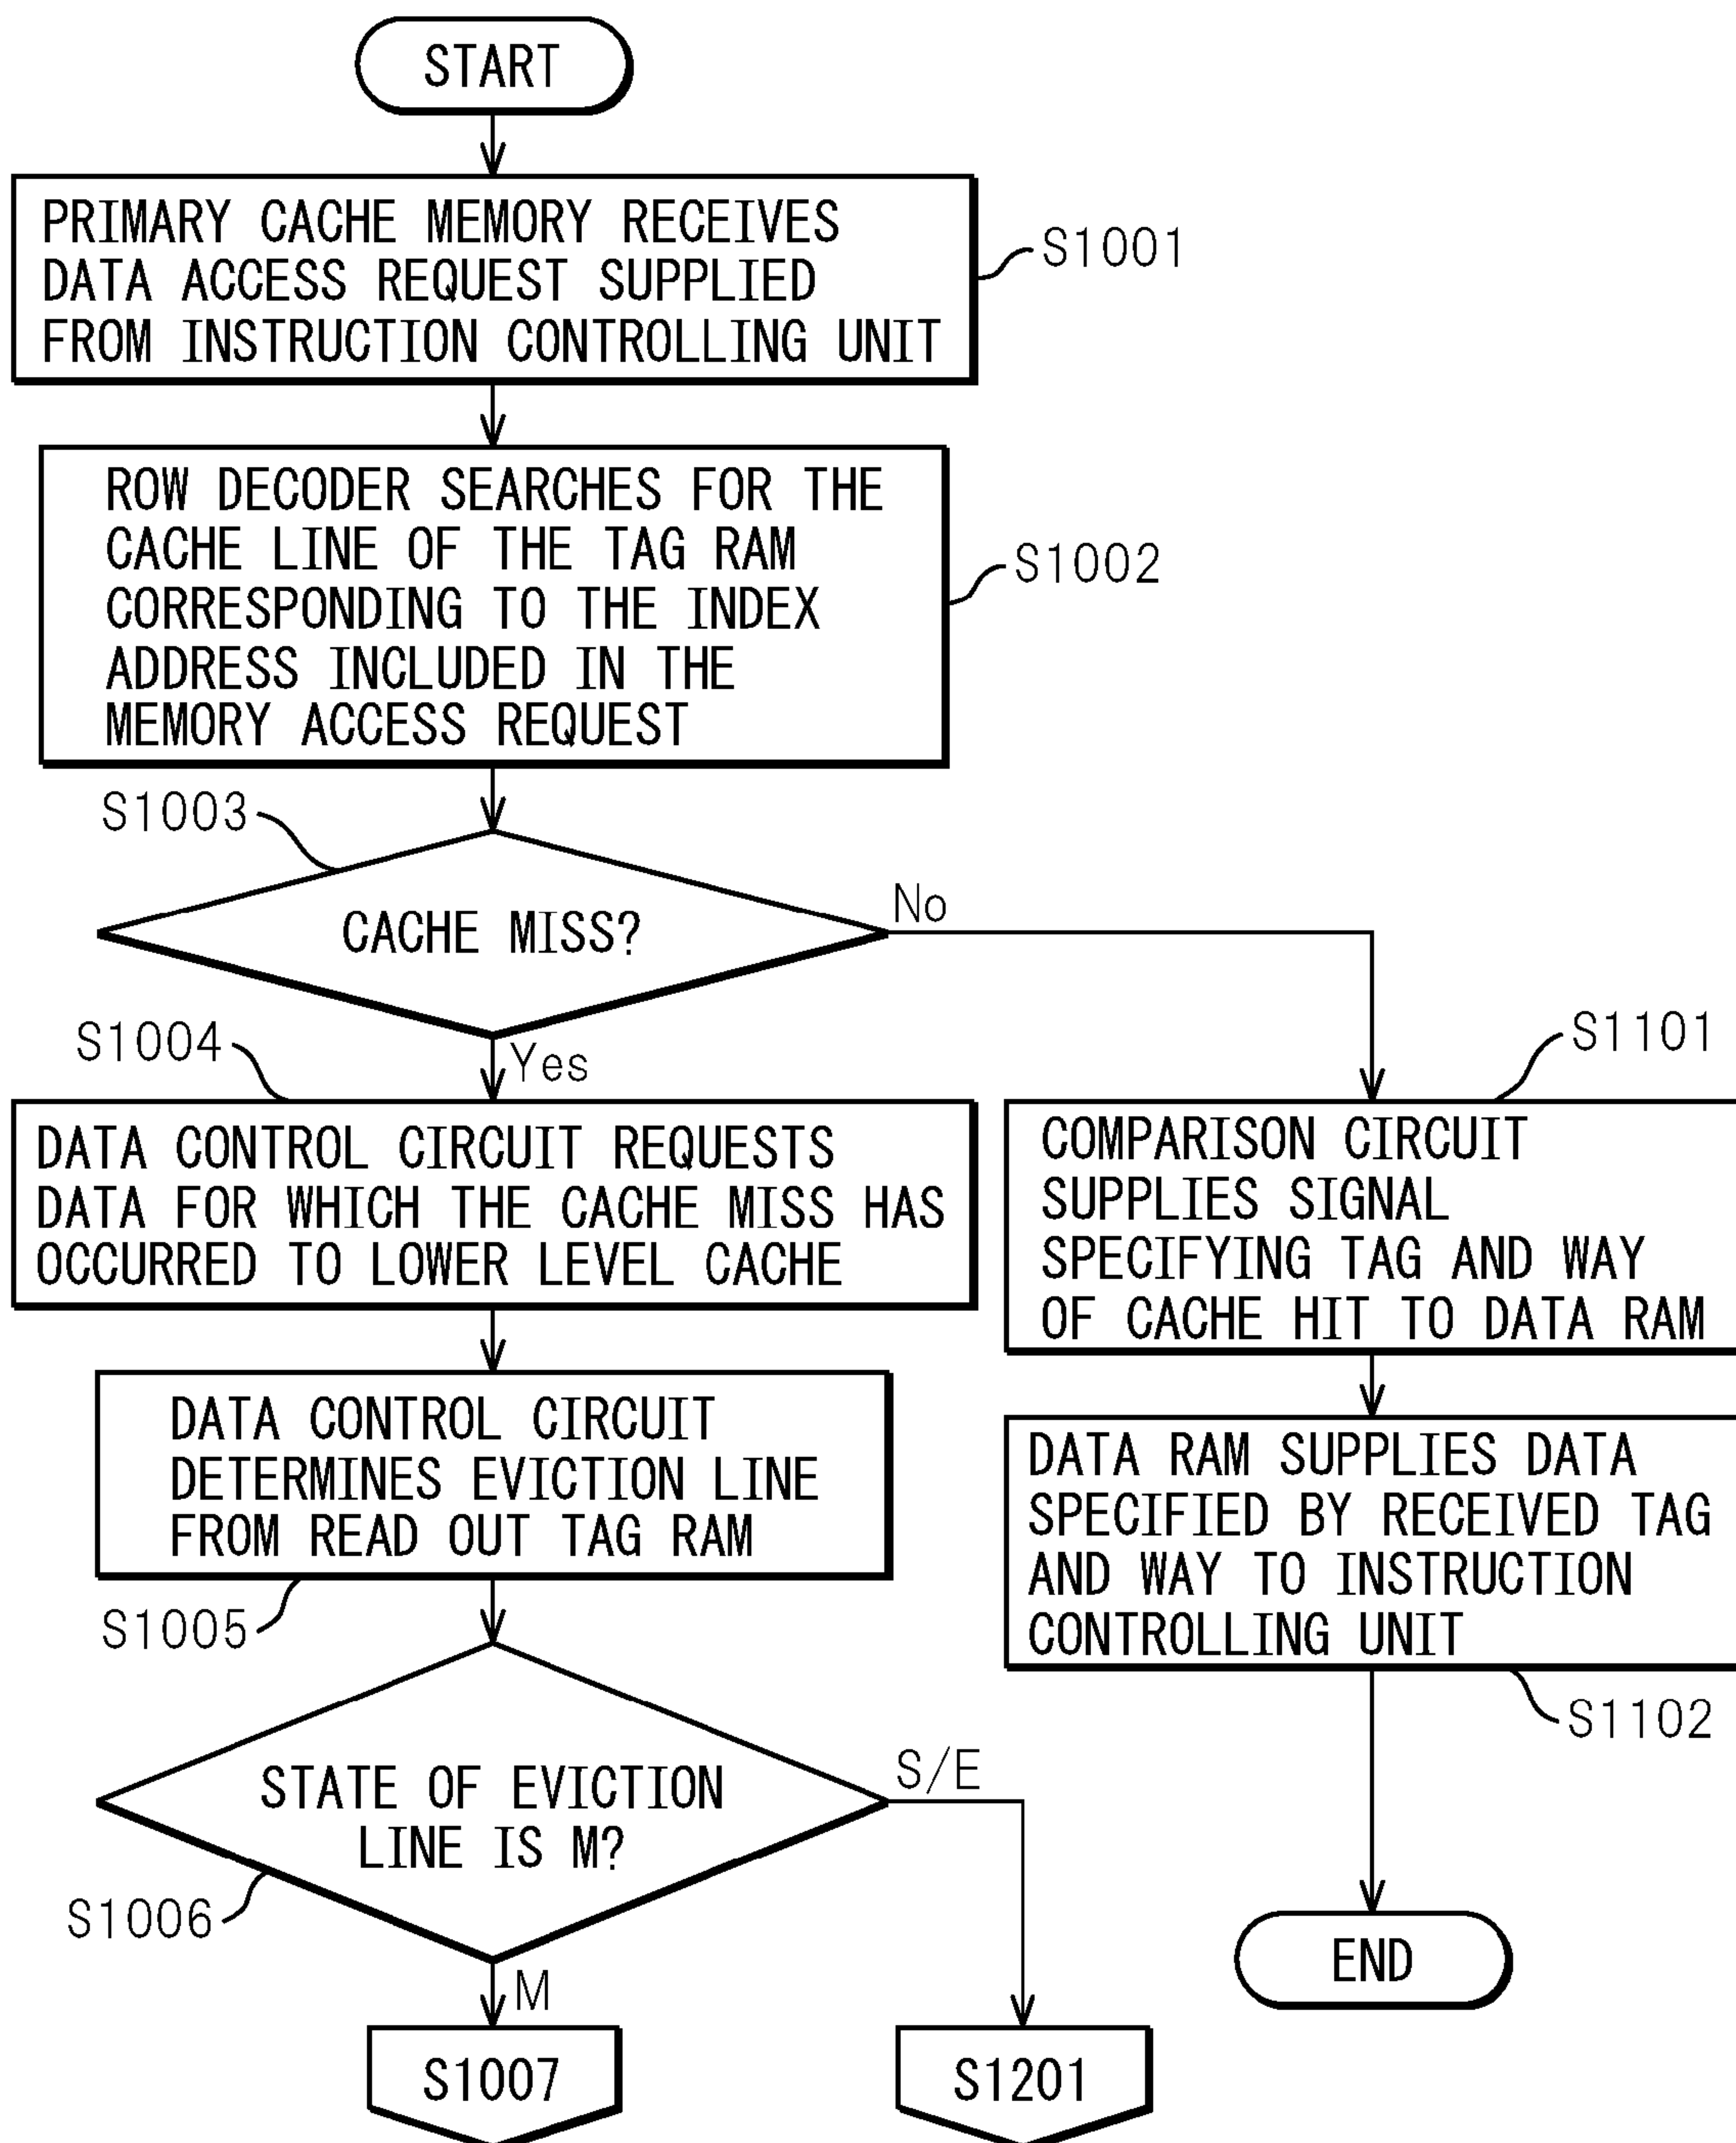 START
PRIMARY CACHE MEMORY RECEIVES
DATA ACCESS REQUEST SUPPLIED
FROM INSTRUCTION CONTROLLING UNIT
S1001
ROW DECODER SEARCHES FOR THE
CACHE LINE OF THE TAG RAM
CORRESPONDING TO THE INDEX
ADDRESS INCLUDED IN THE
MEMORY ACCESS REQUEST
S1002
S1003
CACHE MISS?
No
Yes
S1004
DATA CONTROL CIRCUIT REQUESTS
DATA FOR WHICH THE CACHE MISS HAS
OCCURRED TO LOWER LEVEL CACHE
S1101
COMPARISON CIRCUIT
SUPPLIES SIGNAL
SPECIFYING TAG AND WAY
OF CACHE HIT TO DATA RAM
DATA CONTROL CIRCUIT
DETERMINES EVICTION LINE
FROM READ OUT TAG RAM
S1005
DATA RAM SUPPLIES DATA
SPECIFIED BY RECEIVED TAG
AND WAY TO INSTRUCTION
CONTROLLING UNIT
S1102
STATE OF EVICTION
LINE IS M?
S/E
S1006
M
END
S1007
S1201